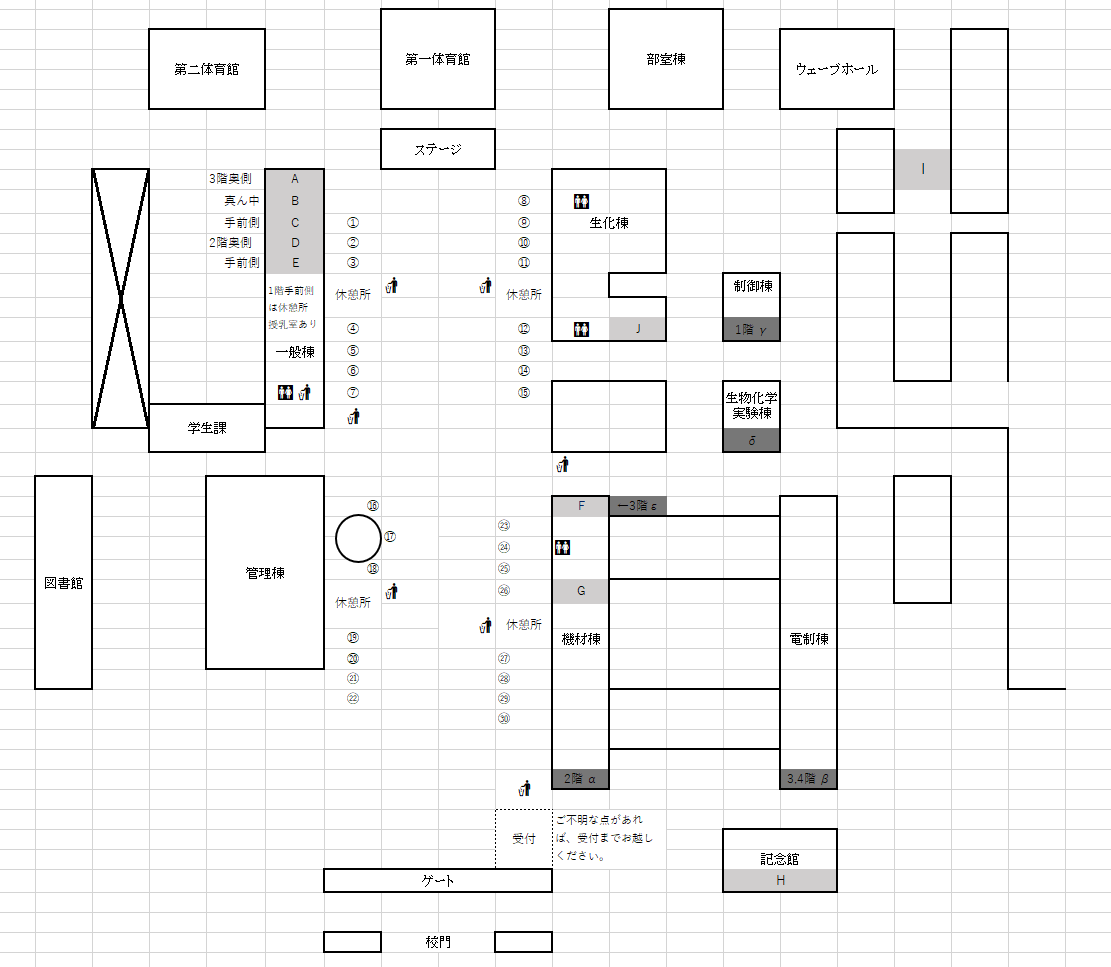 第二体育館
第一体育館
部室棟
ウェーブホール
ステージ
I
3階奥側 A
真ん中 B
手前側 C
2階奥側 D
手前側 E
1階手前側
は休憩所
授乳室あり
一般棟
学生課
①
②
③
休憩所
④
⑤
⑥
⑦
⑧
⑨
⑩
⑪
休憩所
⑫
⑬
⑭
⑮
生化棟
J
制御棟
1階 γ
生物化学
実験棟
δ
図書館
管理棟
⑯
⑰
⑱
休憩所
⑲
⑳
㉑
㉒
㉓
㉔
㉕
㉖
休憩所
㉗
㉘
㉙
㉚
F
←3階 ε
G
機材棟
2階 α
電制棟
3,4階 β
受付
ご不明な点があれ
ば、受付までお越し
ください。
記念館
H
ゲート
校門